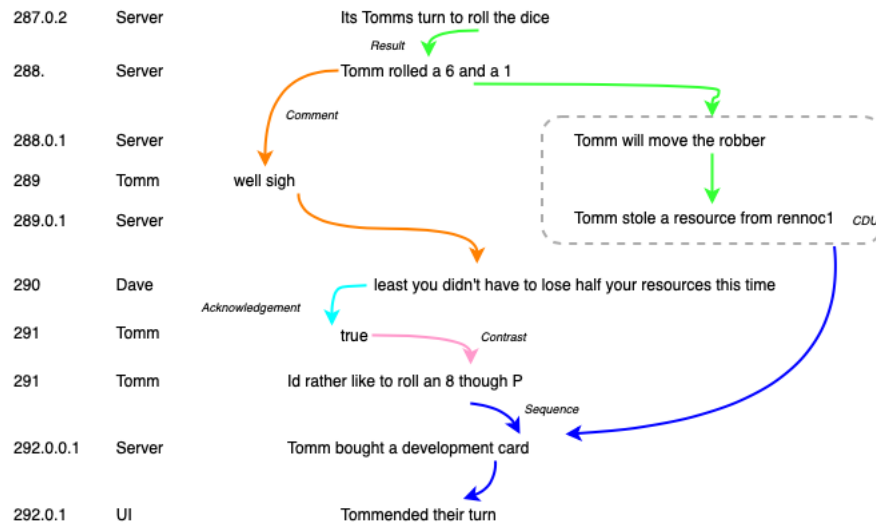 287.0.2 Server Its Tomms turn to roll the dice
Result
288. Server Tomm rolled a 6 and a 1
Comment
288.0.1 Server Tomm will move the robber
289 Tomm well sigh
289.0.1 Server Tomm stole a resource from rennoc1 CDU
290 Dave least you didn't have to lose half your resources this time
Acknowledgement
291 Tomm true Contrast
291 Tomm Id rather like to roll an 8 though P
Sequence
292.0.0.1 Server Tomm bought a development card
292.0.1 UI Tommended their turn